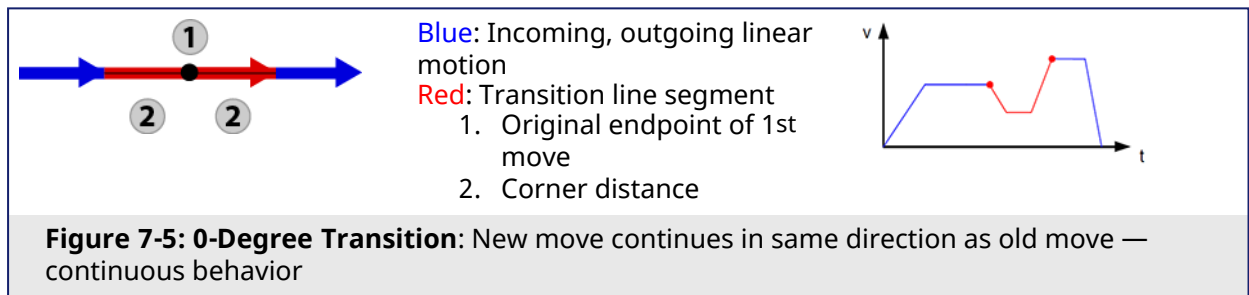 1
2 2
Blue: Incoming, outgoing linear
motion
Red: Transition line segment
1. Original endpoint of 1st
move
2. Corner distance
v
t
Figure 7-5: 0-Degree Transition: New move continues in same direction as old move —
continuous behavior